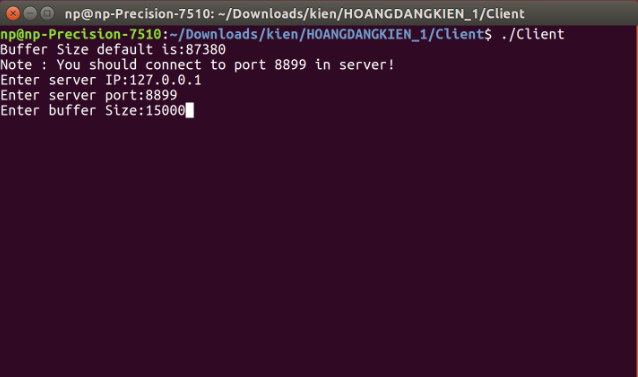 np@np-Precision-7510: ~/Downloads/kien/HOANGDANGKIEN_1/Client
np@np-Precision-7510:~/Downloads/kien/HOANGDANGKIEN_1/Client$ ./Client
Buffer Size default is:87380
Note : You should connect to port 8899 in server!
Enter server IP:127.0.0.1
Enter server port:8899
Enter buffer Size:15000